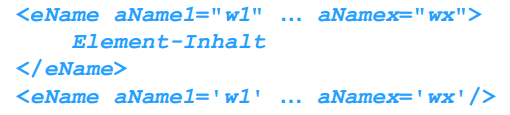 <eName aName1="w1" … aNamex="wx">
Element-Inhalt
</eName>
<eName aName1='w1' … aNamex='wx'/>